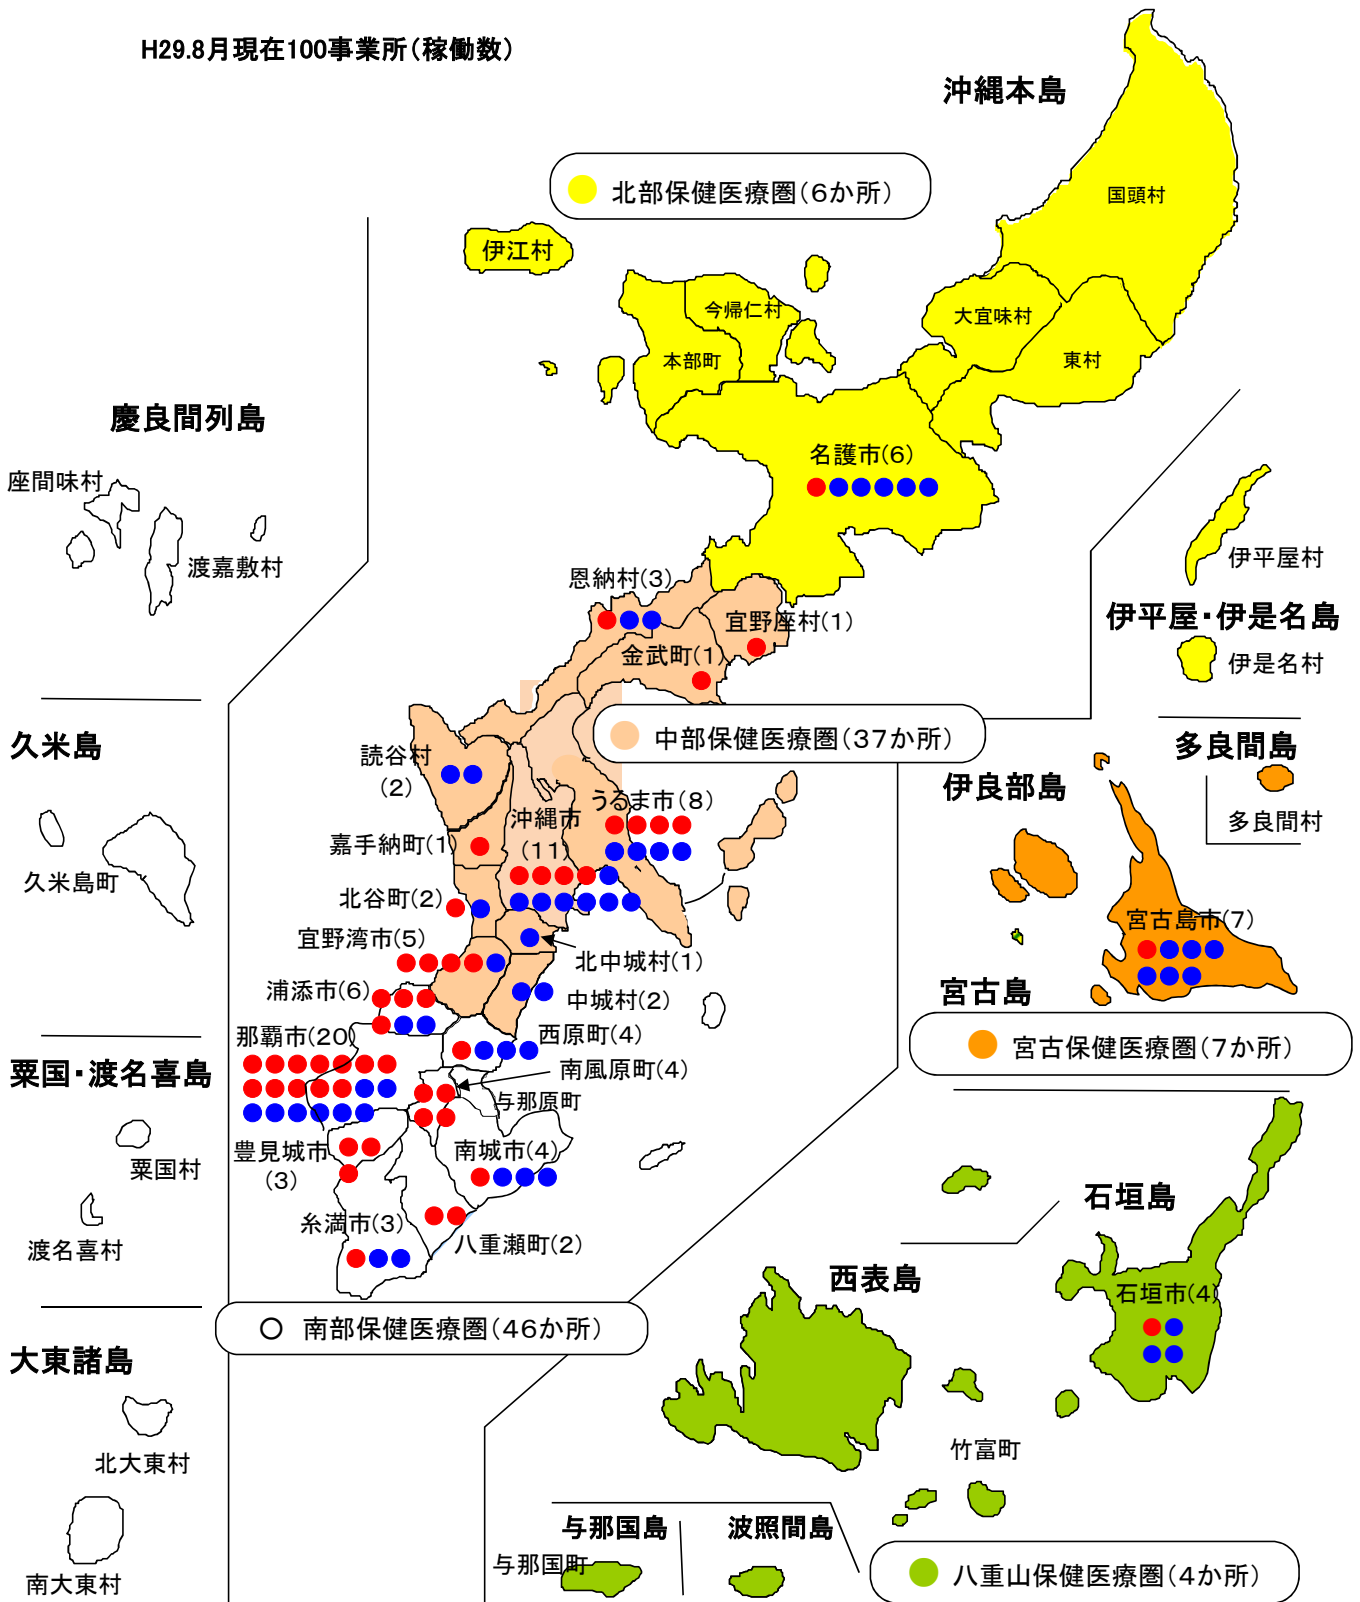 H29.8月現在100事業所(稼働数)
沖縄本島
北部保健医療圏(6か所)
国頭村
伊江村
今帰仁村
大宜味村
本部町
東村
慶良間列島
座間味村
渡嘉敷村
名護市(6)
伊平屋村
伊平屋・伊是名島
伊是名村
恩納村(3)
宜野座村(1)
金武町(1)
中部保健医療圏(37か所)
久米島
久米島町
読谷村
(2)
うるま市(8)
沖縄市
(11)
嘉手納町(1)
北谷町(2)
宜野湾市(5)
北中城村(1)
中城村(2)
多良間島
多良間村
伊良部島
宮古島市(7)
宮古島
宮古保健医療圏(7か所)
浦添市(6)
那覇市(20)
西原町(4)
南風原町(4)
与那原町
粟国・渡名喜島
粟国村
渡名喜村
豊見城市
(3)
南城市(4)
糸満市(3)
八重瀬町(2)
南部保健医療圏(46か所)
石垣島
石垣市(4)
西表島
竹富町
大東諸島
北大東村
南大東村
与那国島
与那国町
波照間島
八重山保健医療圏(4か所)